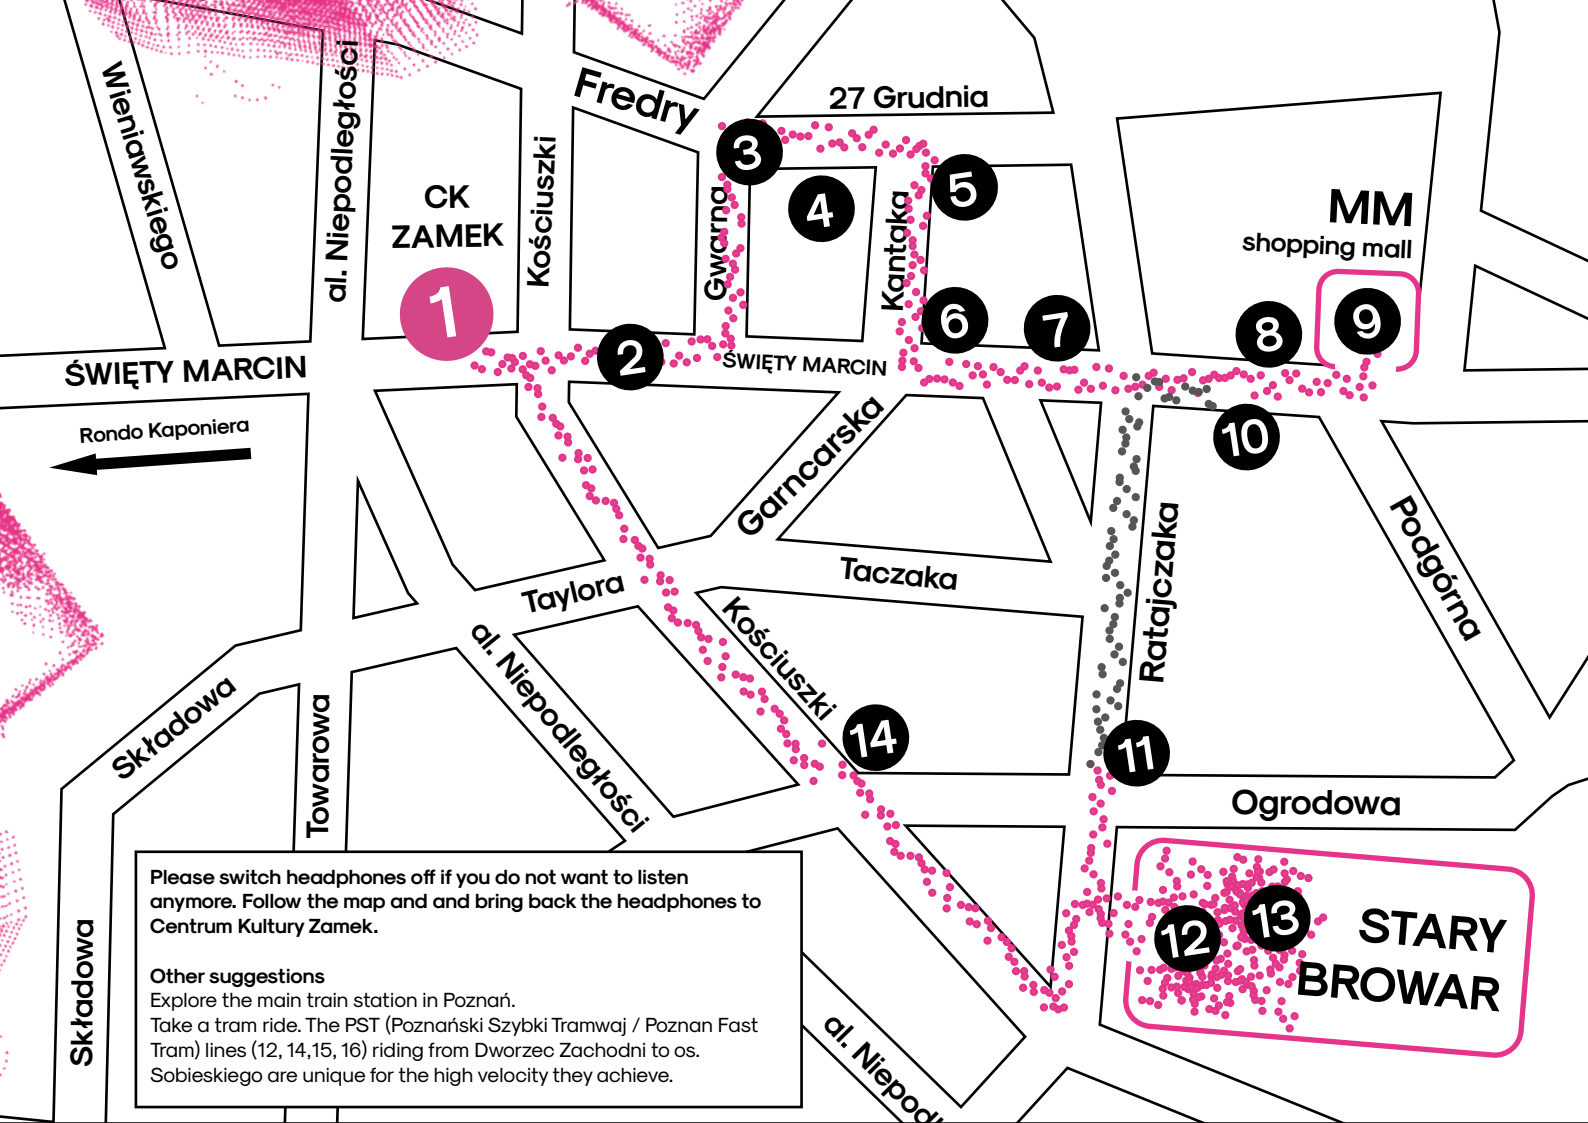 Wieniawskiego
al. Niepodległości
Fredry
27 Grudnia
CK
ZAMEK
1
Kościuszki
Gwarna
3
4
Kantaka
5
MM
shopping mall
6
7
8
9
2
ŚWIĘTY MARCIN
ŚWIĘTY MARCIN
Rondo Kaponiera
10
Garncarska
Taczaka
Taylora
Ratajczaka
Podgórna
Kościuszki
al. Niepodległości
Składowa
Towarowa
14
11
Ogrodowa
12
13
STARY
BROWAR
Składowa
al. Niepod
Please switch headphones off if you do not want to listen
anymore. Follow the map and and bring back the headphones to
Centrum Kultury Zamek.
Other suggestions
Explore the main train station in Poznań.
Take a tram ride. The PST (Poznański Szybki Tramwaj / Poznan Fast
Tram) lines (12, 14,15, 16) riding from Dworzec Zachodni to os.
Sobieskiego are unique for the high velocity they achieve.